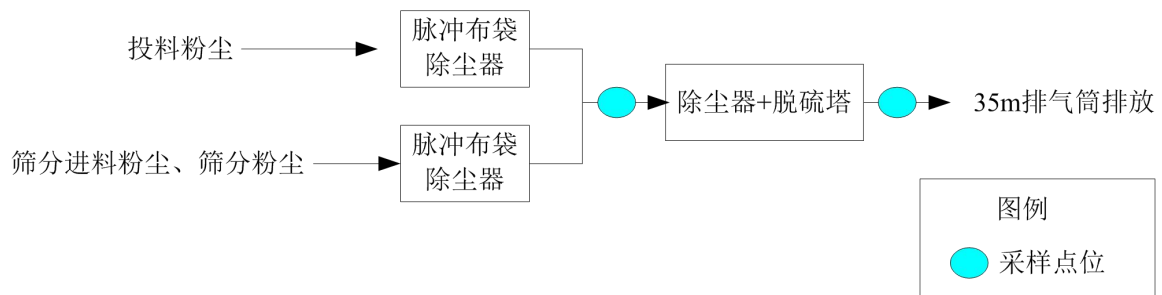 投料粉尘
脉冲布袋
除尘器
筛分进料粉尘、筛分粉尘
脉冲布袋
除尘器
除尘器+脱硫塔
35m排气筒排放
图例
采样点位